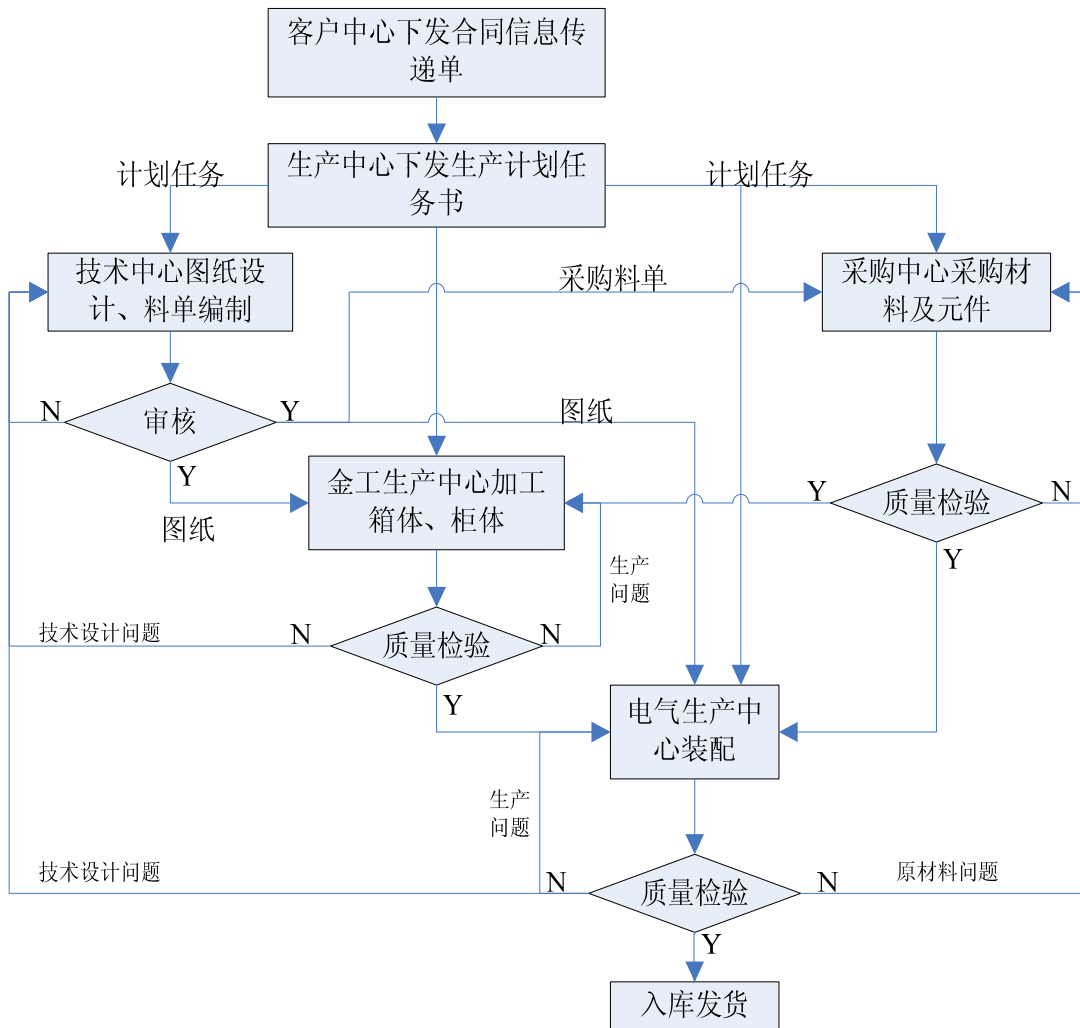 客户中心下发合同信息传
递单
生产中心下发生产计划任
务书
计划任务
计划任务
技术中心图纸设
计、料单编制
采购料单
采购中心采购材
料及元件
N
审核
Y
图纸
Y
图纸
金工生产中心加工
箱体、柜体
Y
质量检验
N
Y
生产
问题
技术设计问题
N
质量检验
N
Y
电气生产中
心装配
生产
问题
技术设计问题
N
质量检验
N
原材料问题
Y
入库发货